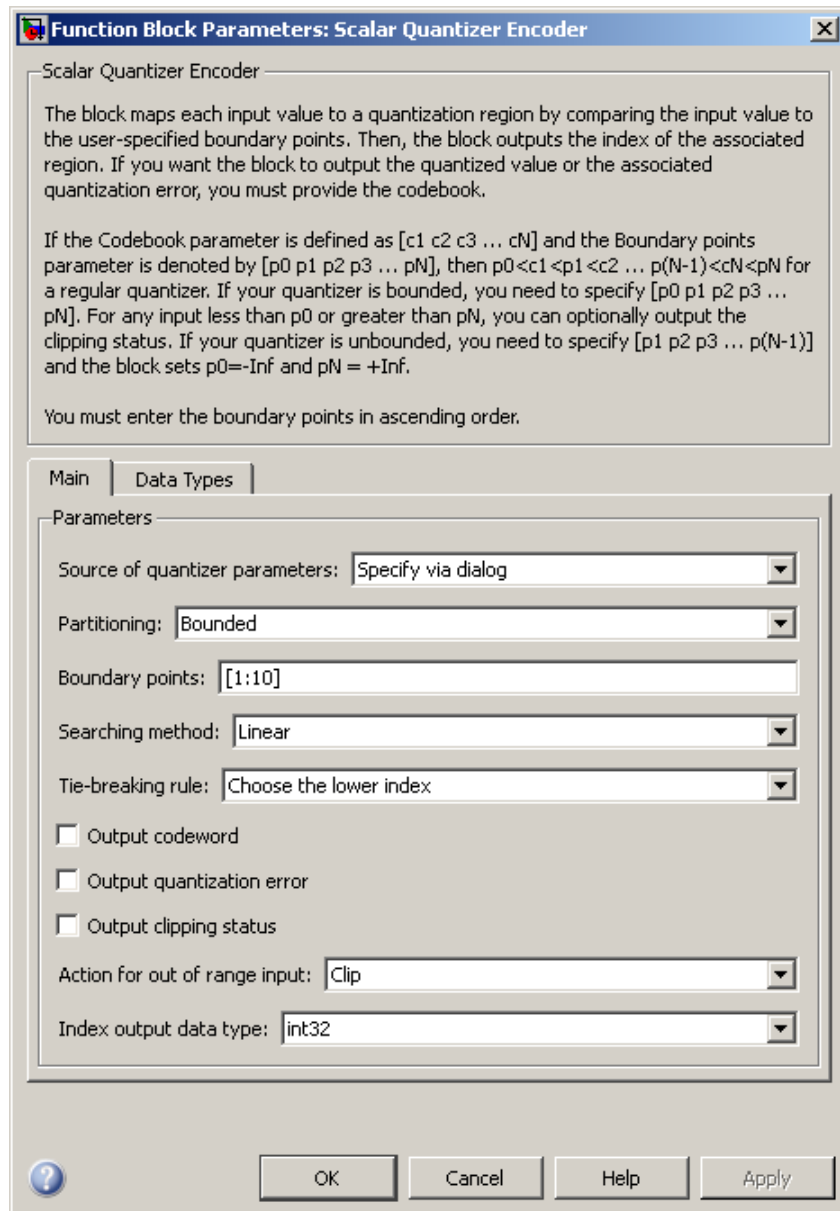 Function Block Parameters: Scalar Quantizer Encoder
Scalar Quantizer Encoder
The block maps each input value to a quantization region by comparing the input value to
the user-specified boundary points. Then, the block outputs the index of the associated
region. If you want the block to output the quantized value or the associated
quantization error, you must provide the codebook.
If the Codebook parameter is defined as [c1 c2 c3 ... cN] and the Boundary points
parameter is denoted by [p0 p1 p2 p3 ... pN], then p0<c1<p1<c2 ... p(N-1)<cN<pN for
a regular quantizer. If your quantizer is bounded, you need to specify [p0 p1 p2 p3 ...
pN]. For any input less than p0 or greater than pN, you can optionally output the
clipping status. If your quantizer is unbounded, you need to specify [p1 p2 p3 ... p(N-1)]
and the block sets p0=-Inf and pN = +Inf.
You must enter the boundary points in ascending order.
Main Data Types
Parameters
Source of quantizer parameters: Specify via dialog
Partitioning: Bounded
Boundary points: [1:10]
Searching method: Linear
Tie-breaking rule: Choose the lower index
Output codeword
Output quantization error
Output clipping status
Action for out of range input: Clip
Index output data type: int32
? OK Cancel Help Apply